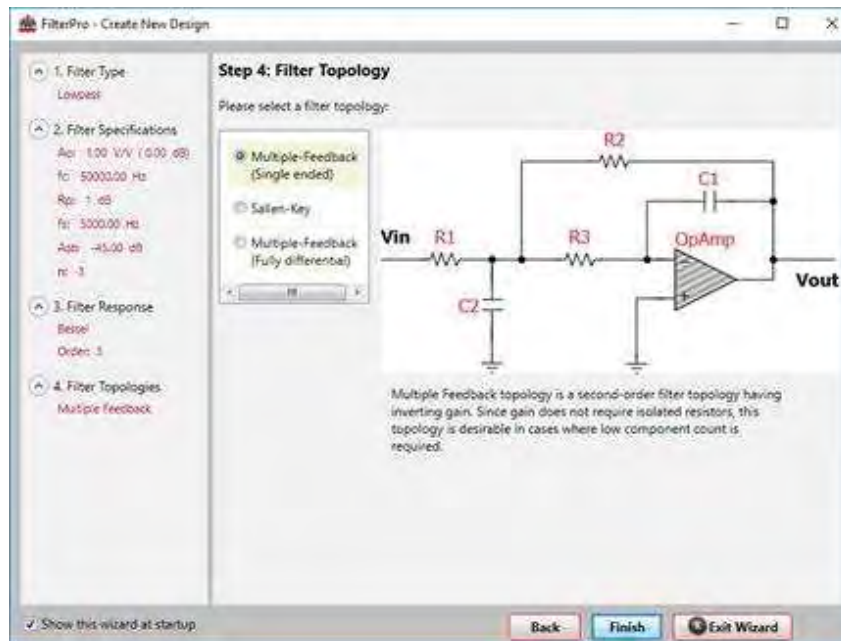 FilterPro - Create New Design
1. Filter Type
Lowpass
2. Filter Specifications
Ao: 1.00 V/V ( 0.00 dB)
fc: 50000.00 Hz
Rp: 1 dB
fs: 5000.00 Hz
Asb: -45.00 dB
n: -3
3. Filter Response
Bessel
Order: 3
4. Filter Topologies
Multiple Feedback
Step 4: Filter Topology
Please select a filter topology:
Multiple-Feedback
(Single ended)
Sallen-Key
Multiple-Feedback
(Fully differential)
R2
C1
Vin
R1
R3
OpAmp
Vout
C2
Multiple Feedback topology is a second-order filter topology having
inverting gain. Since gain does not require isolated resistors, this
topology is desirable in cases where low component count is
required.
Show this wizard at startup
Back
Finish
Exit Wizard